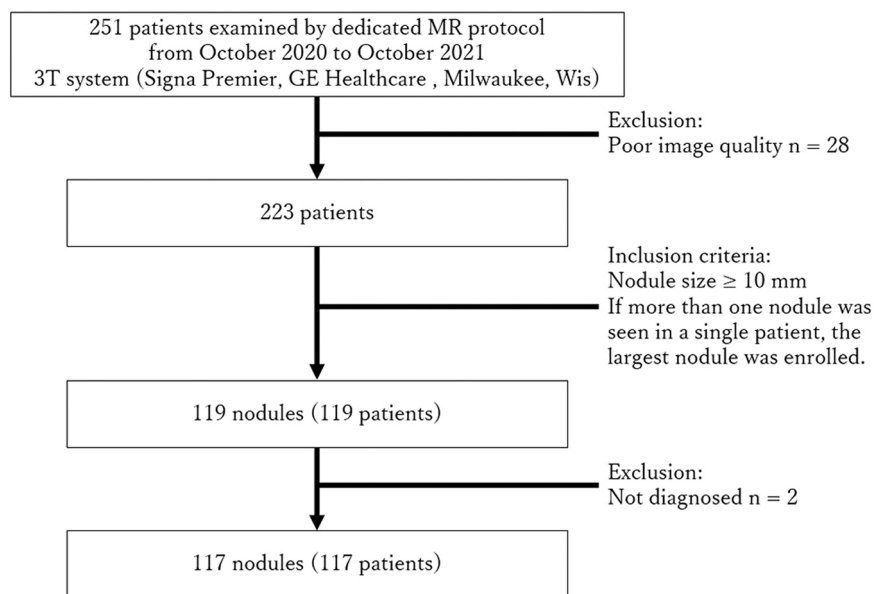 251 patients examined by dedicated MR protocol
from October 2020 to October 2021
3T system (Signa Premier, GE Healthcare , Milwaukee, Wis)
Exclusion:
Poor image quality n = 28
223 patients
Inclusion criteria:
Nodule size ≥ 10 mm
If more than one nodule was
seen in a single patient, the
largest nodule was enrolled.
119 nodules (119 patients)
Exclusion:
Not diagnosed n = 2
117 nodules (117 patients)